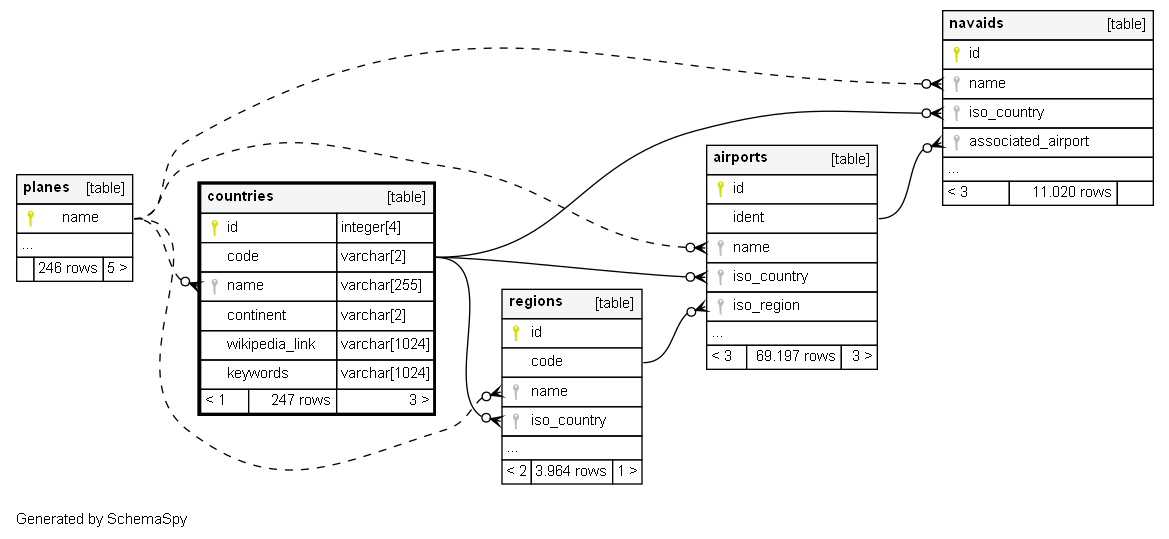 navaids [table]
id
name
iso_country
associated_airport
...
< 3 11.020 rows
airports [table]
id
ident
name
iso_country
iso_region
...
< 3 69.197 rows 3 >
planes [table]
name
...
246 rows 5 >
countries [table]
id integer[4]
code varchar[2]
name varchar[255]
continent varchar[2]
wikipedia_link varchar[1024]
keywords varchar[1024]
< 1 247 rows 3 >
regions [table]
id
code
name
iso_country
...
< 2 3.964 rows 1 >
Generated by SchemaSpy